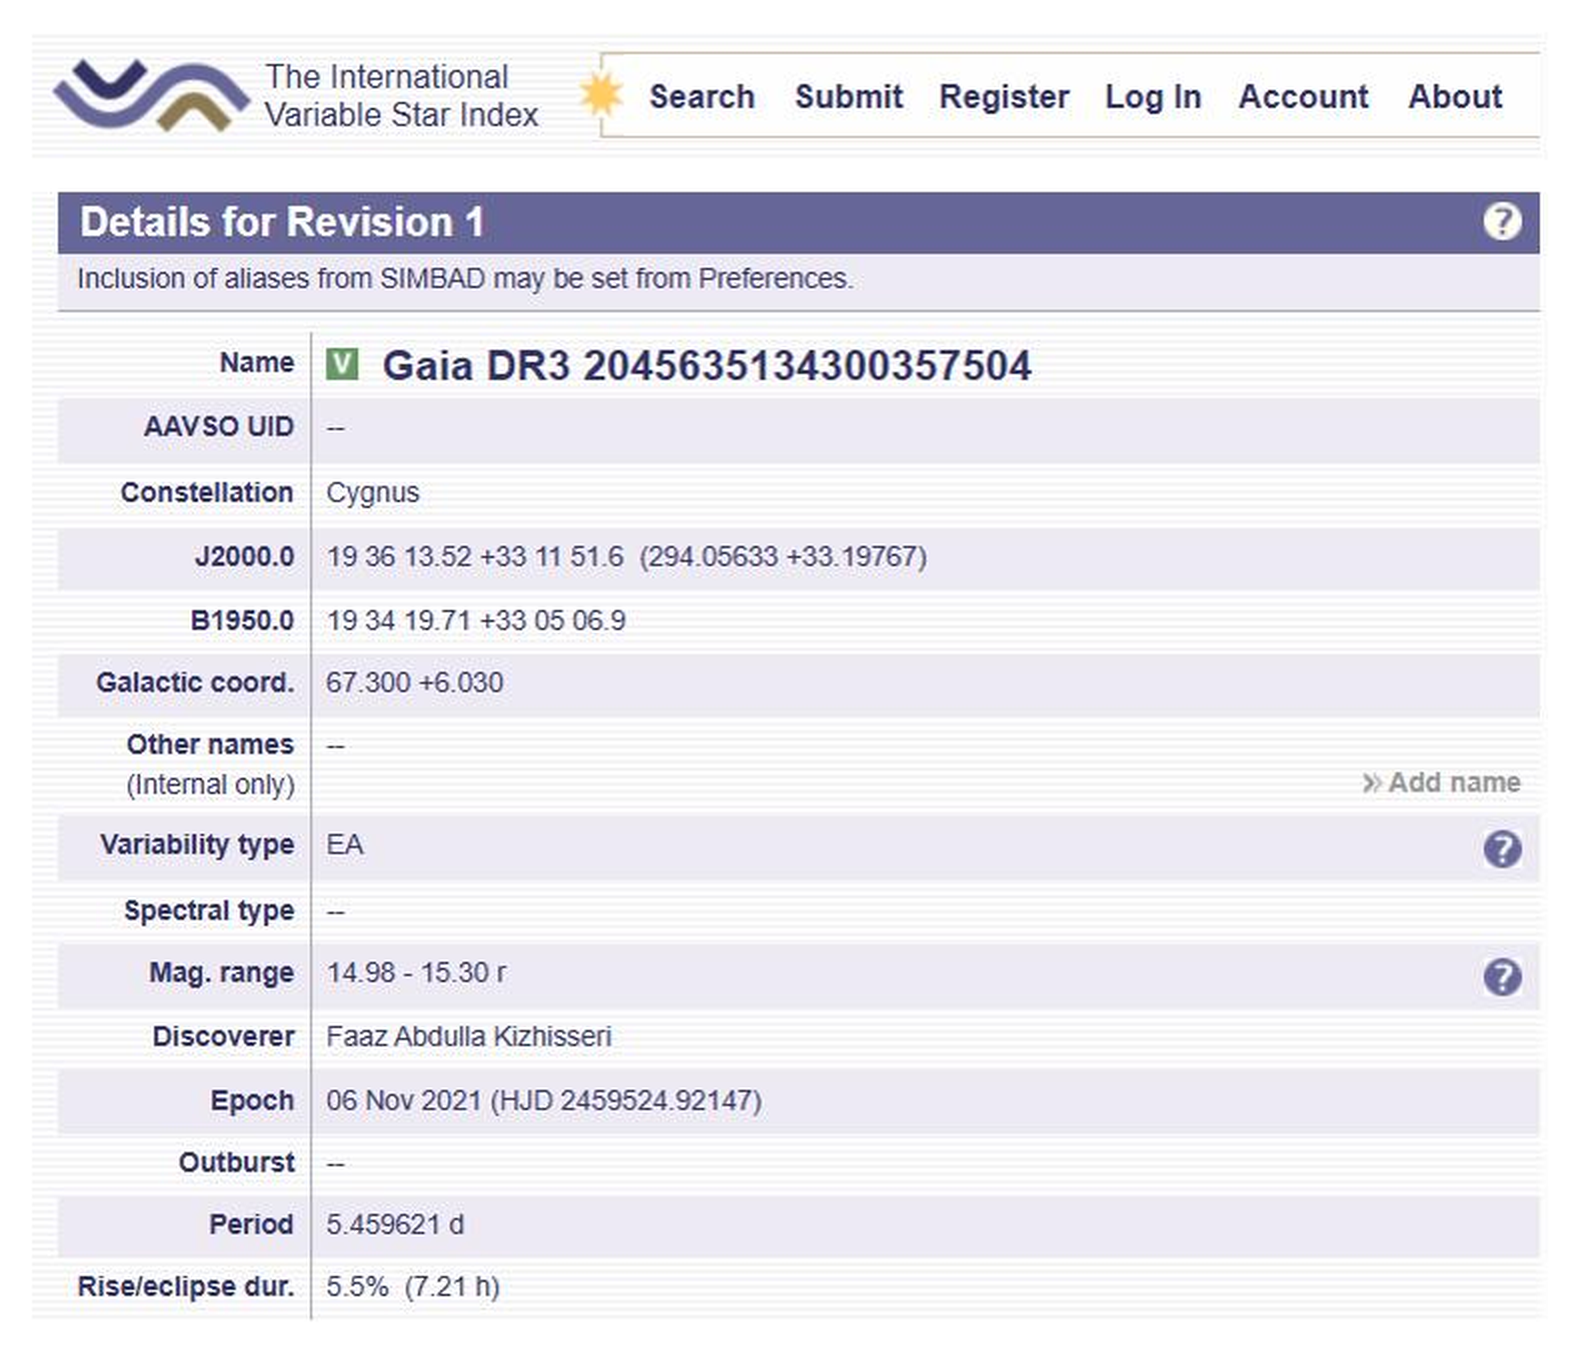 The International
Variable Star Index
Search Submit Register Log In Account About
Details for Revision 1 ?
Inclusion of aliases from SIMBAD may be set from Preferences.
Name V Gaia DR3 2045635134300357504
AAVSO UID --
Constellation Cygnus
J2000.0 19 36 13.52 +33 11 51.6 (294.05633 +33.19767)
B1950.0 19 34 19.71 +33 05 06.9
Galactic coord. 67.300 +6.030
Other names --
(Internal only) » Add name
Variability type EA ?
Spectral type --
Mag. range 14.98 - 15.30 r ?
Discoverer Faaz Abdulla Kizhisseri
Epoch 06 Nov 2021 (HJD 2459524.92147)
Outburst --
Period 5.459621 d
Rise/eclipse dur. 5.5% (7.21 h)